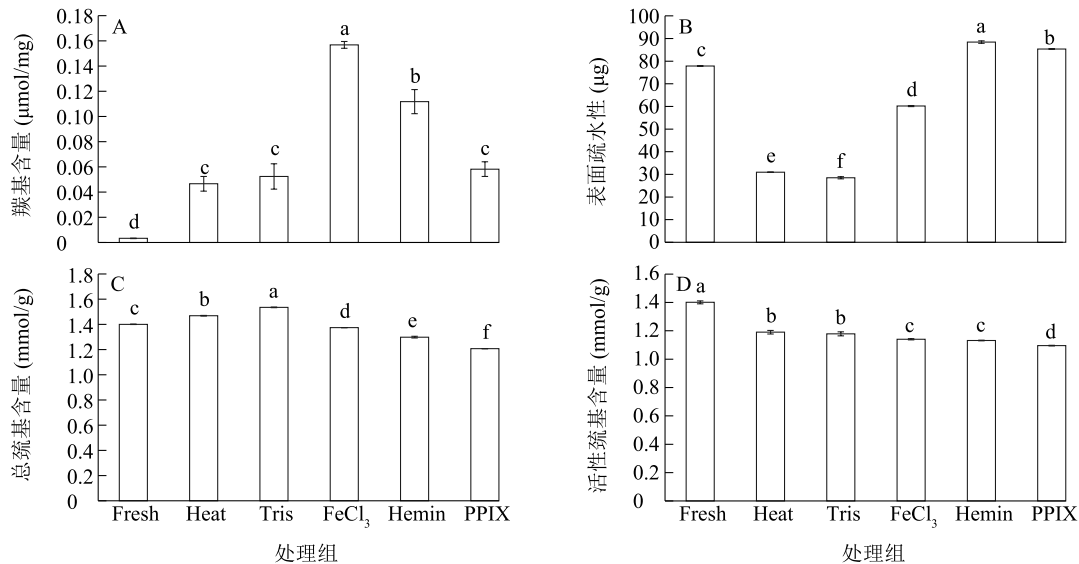 A
羰基含量 (μmol/mg)
0.18
0.16
0.14
0.12
0.10
0.08
0.06
0.04
0.02
0
d
c
c
a
b
c
B
表面疏水性 (μg)
100
90
80
70
60
50
40
30
20
10
0
c
e
f
d
a
b
C
总巯基含量 (mmol/g)
1.8
1.6
1.4
1.2
1.0
0.8
0.6
0.4
0.2
0
c
b
a
d
e
f
Fresh Heat Tris FeCl₃ Hemin PPIX
处理组
D
活性巯基含量 (mmol/g)
1.6
1.4
1.2
1.0
0.8
0.6
0.4
0.2
0
a
b
b
c
c
d
Fresh Heat Tris FeCl₃ Hemin PPIX
处理组